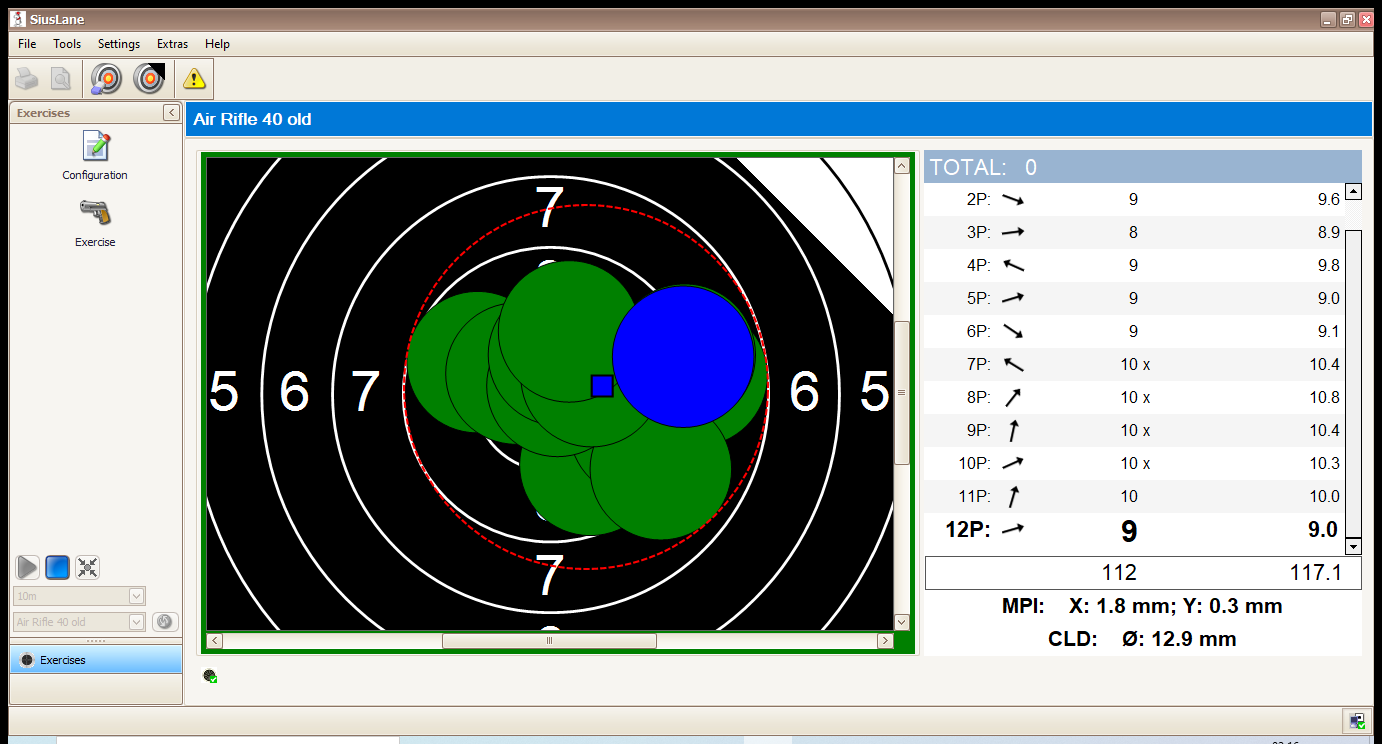 SiusLane
File Tools Settings Extras Help
Exercises
Configuration
Exercise
10m
Air Rifle 40 old
Exercises
Air Rifle 40 old
7
5 6 7 6 5
7
TOTAL: 0
2P: 9 9.6
3P: 8 8.9
4P: 9 9.8
5P: 9 9.0
6P: 9 9.1
7P: 10 x 10.4
8P: 10 x 10.8
9P: 10 x 10.4
10P: 10 x 10.3
11P: 10 10.0
12P: 9 9.0
112 117.1
MPI: X: 1.8 mm; Y: 0.3 mm
CLD: Ø: 12.9 mm